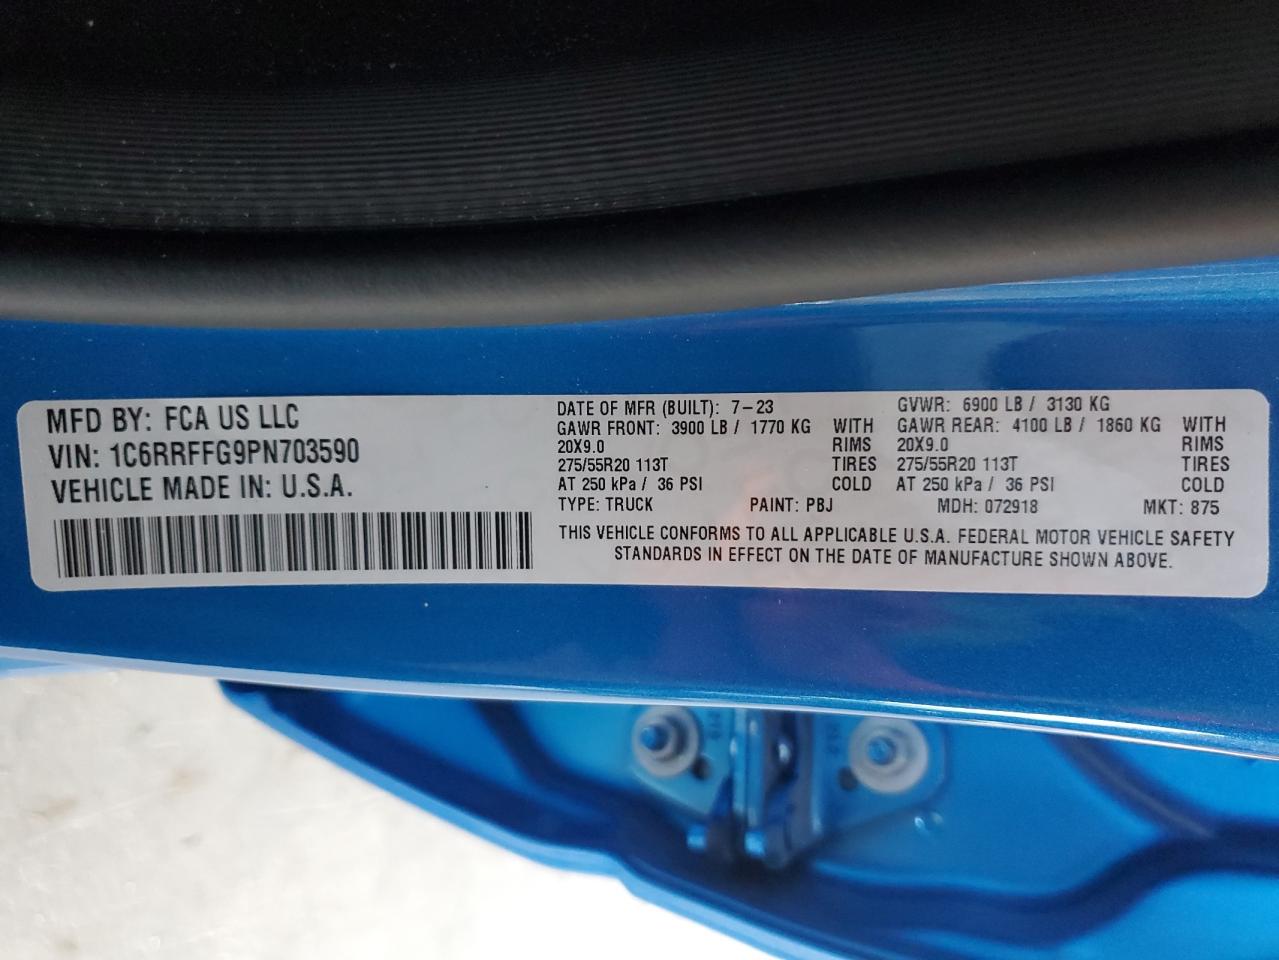 MFD BY: FCA US LLC
VIN: 1C6RRFFG9PN703590
VEHICLE MADE IN: U.S.A.
DATE OF MFR (BUILT): 7-23 GVWR: 6900 LB / 3130 KG
GAWR FRONT: 3900 LB / 1770 KG WITH GAWR REAR: 4100 LB / 1860 KG WITH
20X9.0 RIMS 20X9.0 RIMS
275/55R20 113T TIRES 275/55R20 113T TIRES
AT 250 kPa / 36 PSI COLD AT 250 kPa / 36 PSI COLD
TYPE: TRUCK PAINT: PBJ MDH: 072918 MKT: 875
THIS VEHICLE CONFORMS TO ALL APPLICABLE U.S.A. FEDERAL MOTOR VEHICLE SAFETY
STANDARDS IN EFFECT ON THE DATE OF MANUFACTURE SHOWN ABOVE.